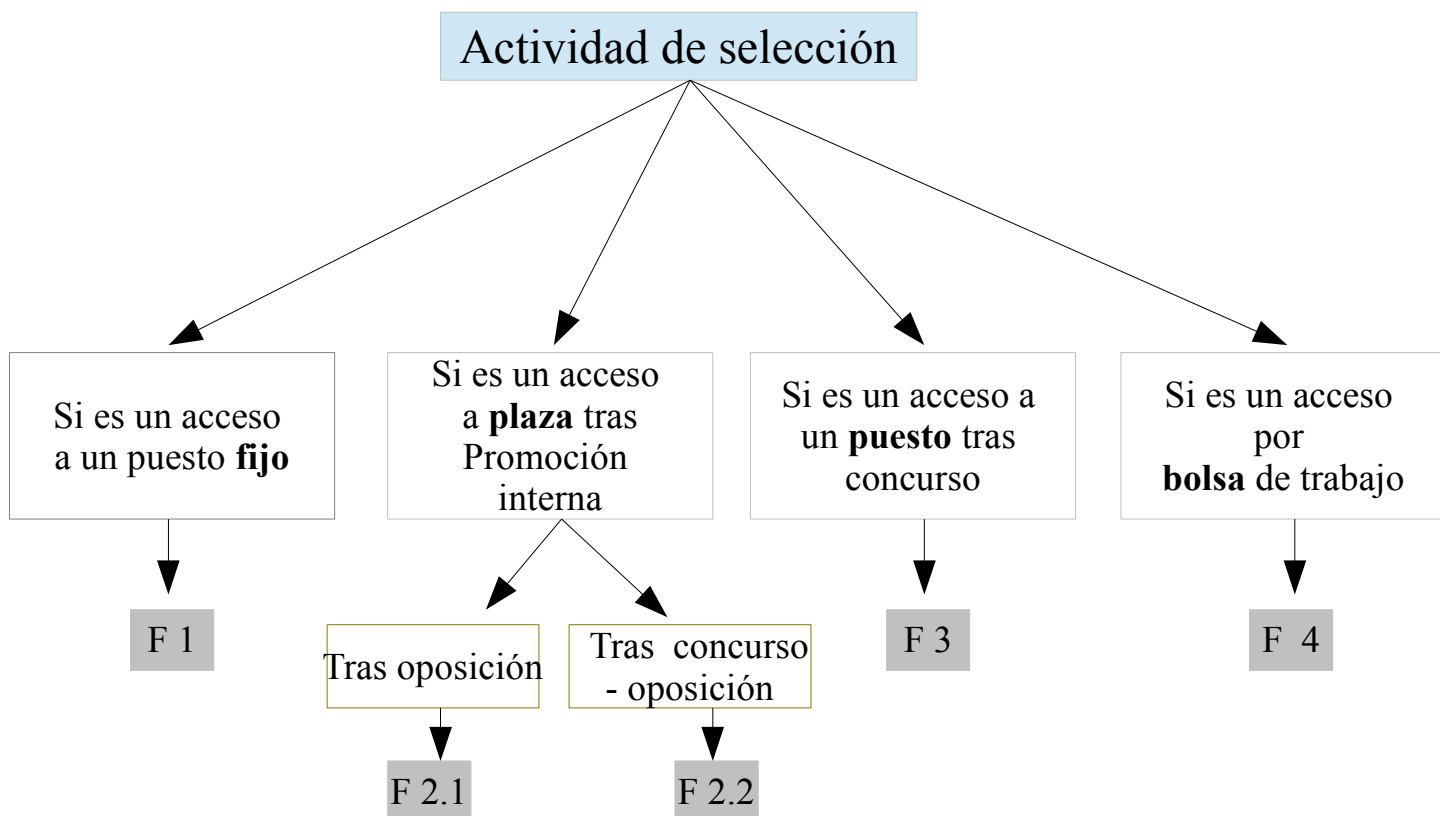 Actividad de selección
Si es un acceso
a un puesto fijo
Si es un acceso
a plaza tras
Promoción
interna
Si es un acceso a
un puesto tras
concurso
Si es un acceso
por
bolsa de trabajo
F 1
Tras oposición
Tras concurso
- oposición
F 3
F 4
F 2.1
F 2.2